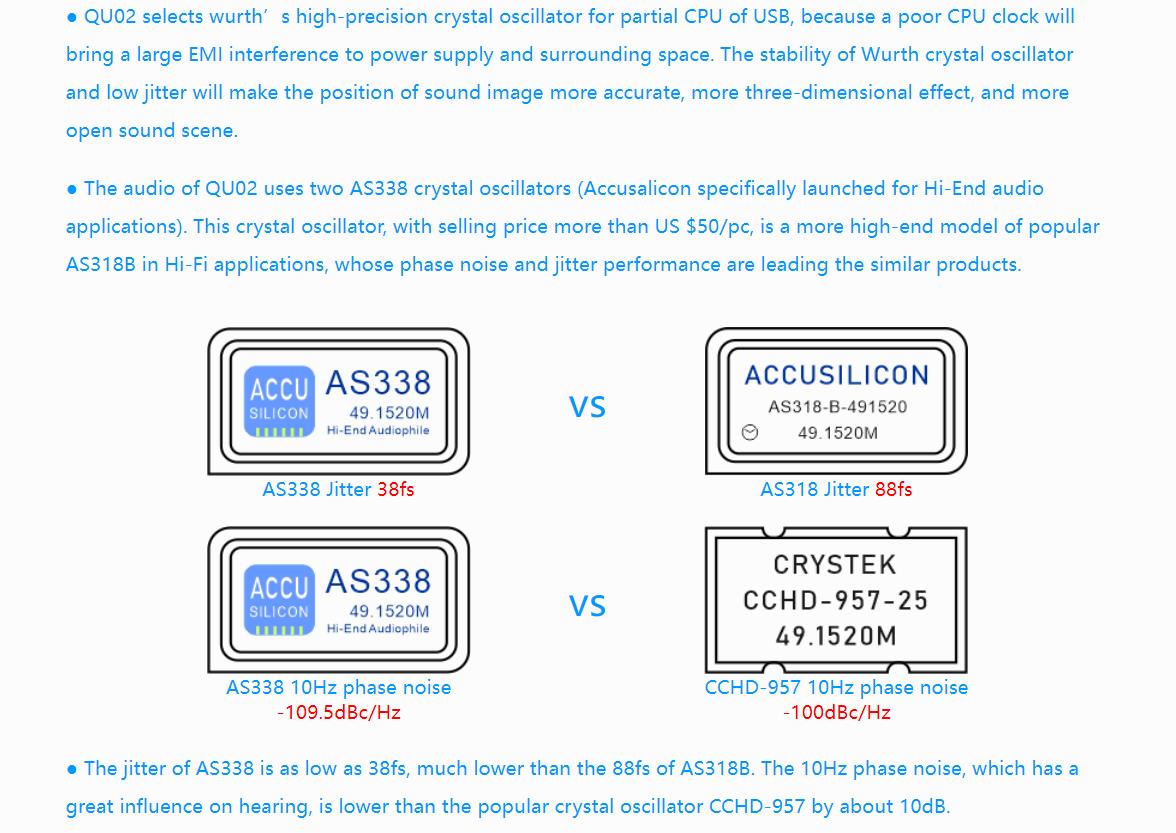 ● QU02 selects wurth’s high-precision crystal oscillator for partial CPU of USB, because a poor CPU clock will
bring a large EMI interference to power supply and surrounding space. The stability of Wurth crystal oscillator
and low jitter will make the position of sound image more accurate, more three-dimensional effect, and more
open sound scene.
● The audio of QU02 uses two AS338 crystal oscillators (Accusalicon specifically launched for Hi-End audio
applications). This crystal oscillator, with selling price more than US $50/pc, is a more high-end model of popular
AS318B in Hi-Fi applications, whose phase noise and jitter performance are leading the similar products.
ACCU
SILICON
AS338
49.1520M
Hi-End Audiophile
AS338 Jitter 38fs
VS
ACCUSILICON
AS318-B-491520
49.1520M
AS318 Jitter 88fs
ACCU
SILICON
AS338
49.1520M
Hi-End Audiophile
AS338 10Hz phase noise
-109.5dBc/Hz
VS
CRYSTEK
CCHD-957-25
49.1520M
CCHD-957 10Hz phase noise
-100dBc/Hz
● The jitter of AS338 is as low as 38fs, much lower than the 88fs of AS318B. The 10Hz phase noise, which has a
great influence on hearing, is lower than the popular crystal oscillator CCHD-957 by about 10dB.